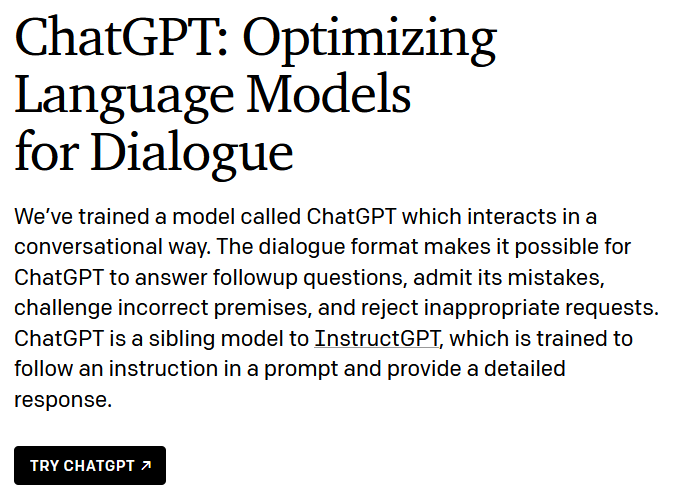 ChatGPT: Optimizing
Language Models
for Dialogue
We’ve trained a model called ChatGPT which interacts in a
conversational way. The dialogue format makes it possible for
ChatGPT to answer followup questions, admit its mistakes,
challenge incorrect premises, and reject inappropriate requests.
ChatGPT is a sibling model to InstructGPT, which is trained to
follow an instruction in a prompt and provide a detailed
response.
TRY CHATGPT ↗